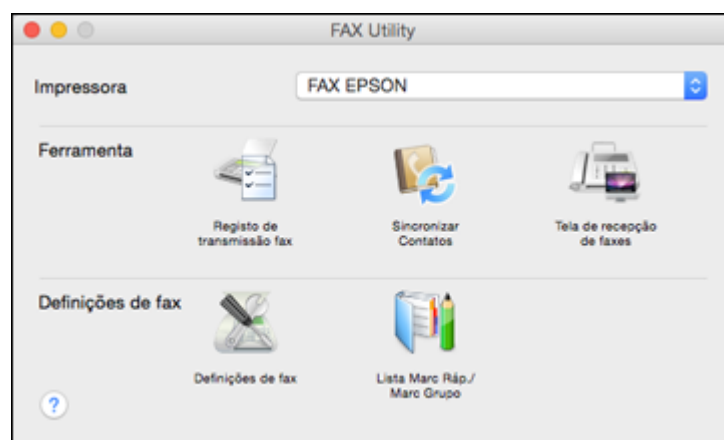 FAX Utility
Impressora
FAX EPSON
Ferramenta
Registo de
transmissão fax
Sincronizar
Contatos
Tela de recepção
de faxes
Definições de fax
Definições de fax
Lista Marc Ráp./
Marc Grupo
?